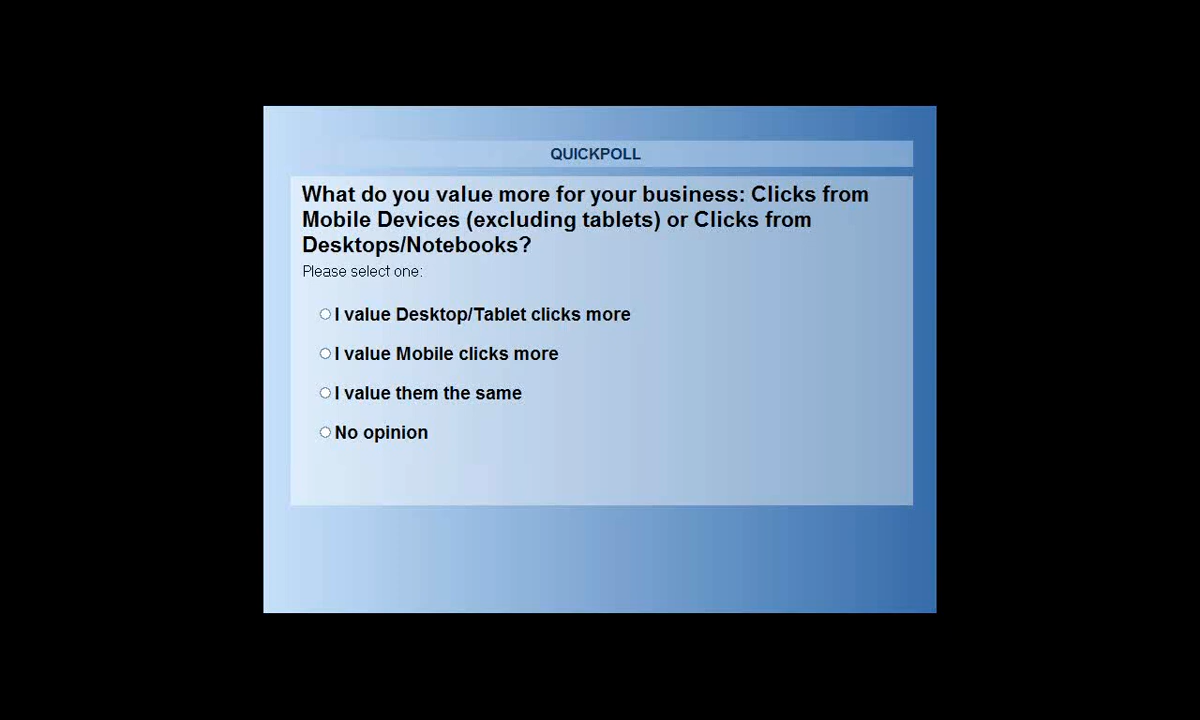 QUICKPOLL
What do you value more for your business: Clicks from
Mobile Devices (excluding tablets) or Clicks from
Desktops/Notebooks?
Please select one:
I value Desktop/Tablet clicks more
I value Mobile clicks more
I value them the same
No opinion